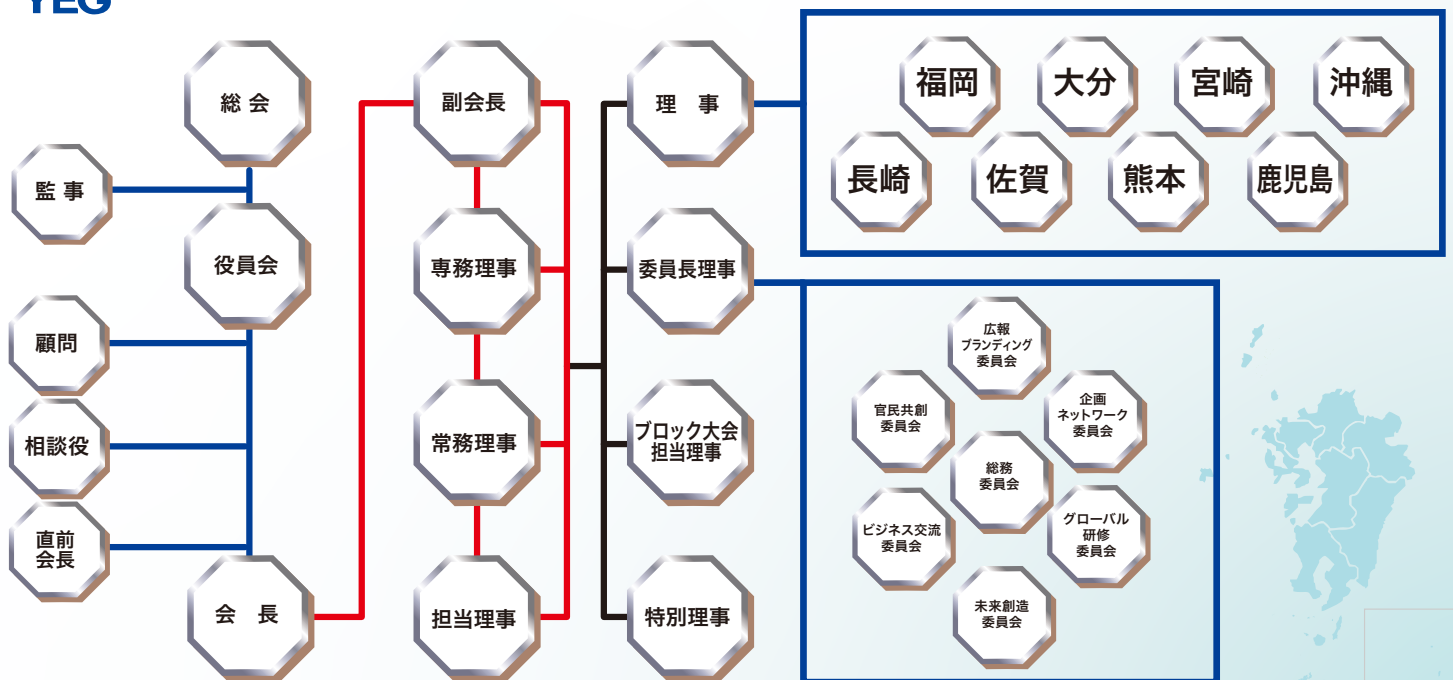 YEG
総会
監事
役員会
顧問
相談役
直前
会長
会　長
副会長
専務理事
常務理事
担当理事
理　事
委員長理事
ブロック大会
担当理事
特別理事
福岡
大分
宮崎
沖縄
長崎
佐賀
熊本
鹿児島
広報
ブランディング
委員会
官民共創
委員会
企画
ネットワーク
委員会
総務
委員会
ビジネス交流
委員会
グローバル
研修
委員会
未来創造
委員会